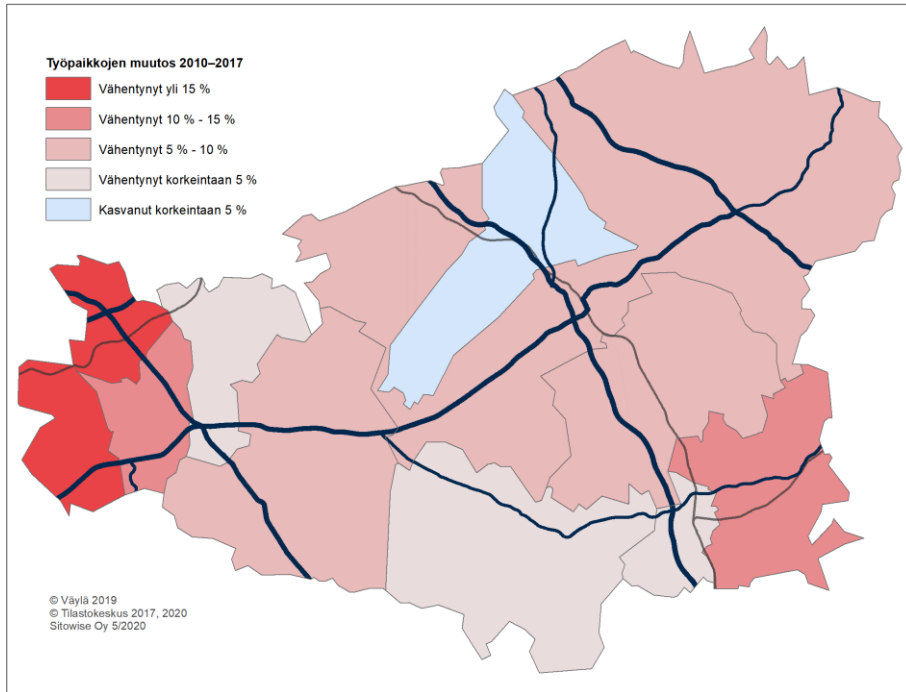 Työpaikkojen muutos 2010–2017
Vähentynyt yli 15 %
Vähentynyt 10 % - 15 %
Vähentynyt 5 % - 10 %
Vähentynyt korkeintaan 5 %
Kasvanut korkeintaan 5 %
© Väylä 2019
© Tilastokeskus 2017, 2020
Sitowise Oy 5/2020